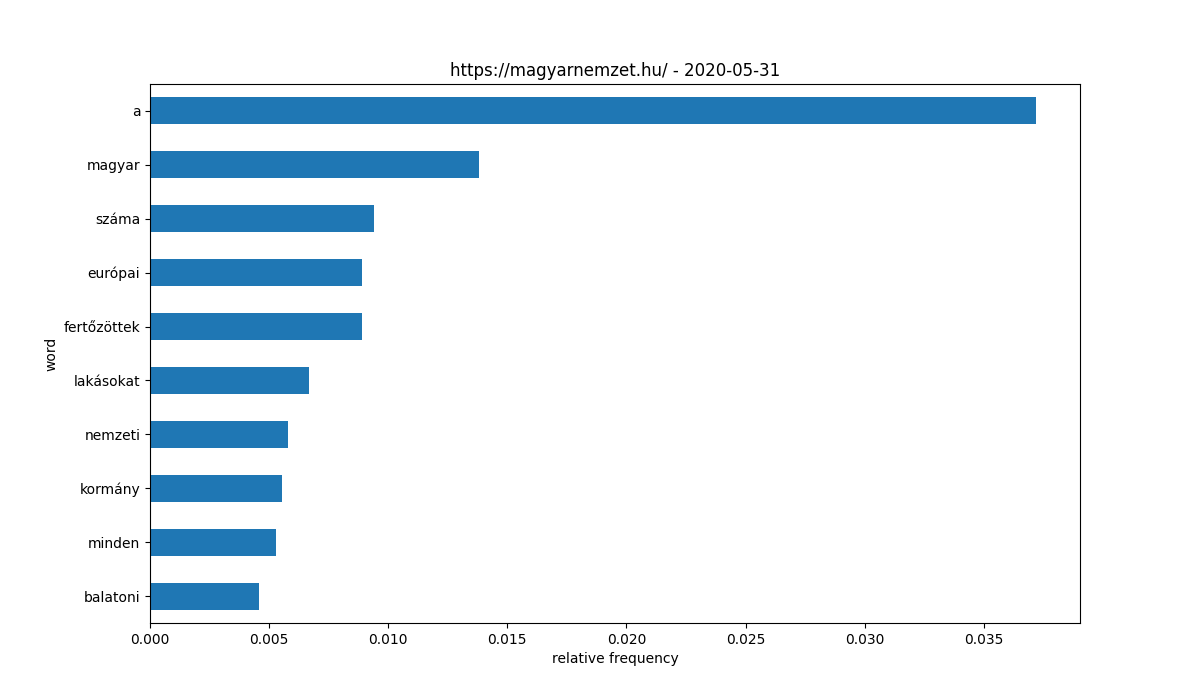 https://magyarnemzet.hu/ - 2020-05-31
a
magyar
száma
európai
fertőzöttek
lakásokat
nemzeti
kormány
minden
balatoni
word
0.000 0.005 0.010 0.015 0.020 0.025 0.030 0.035
relative frequency